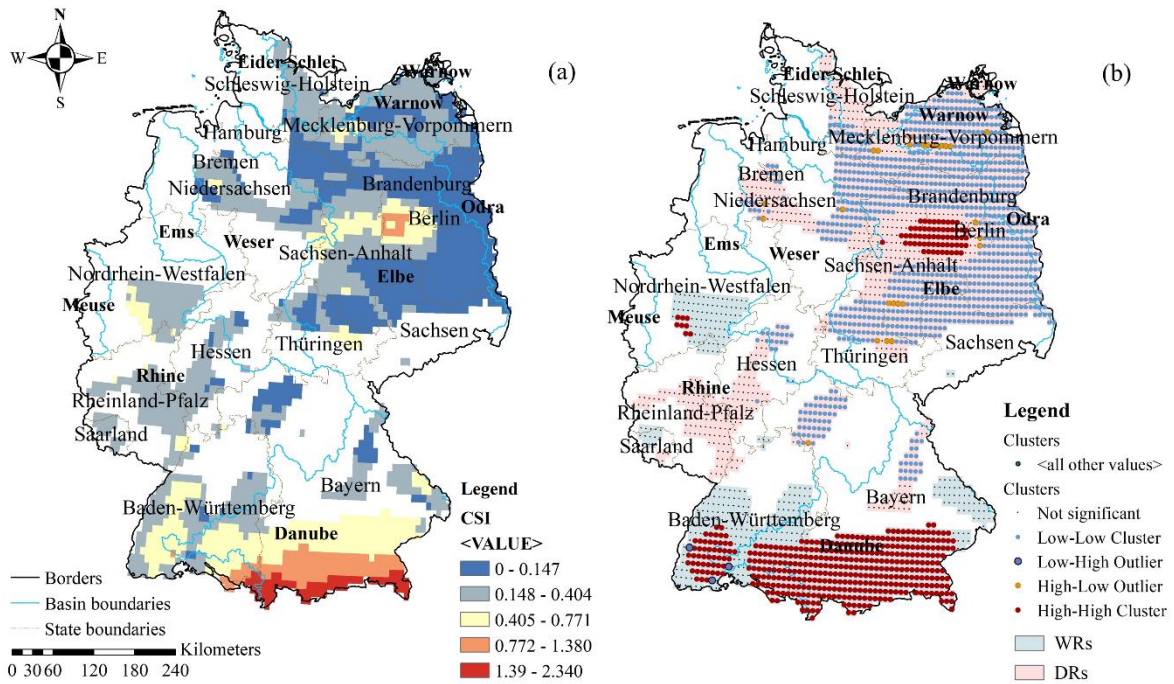 N
W E
S
(a)
Eider-Schlei
Schleswig-Holstein
Warnow
Warnow
Hamburg
Mecklenburg-Vorpommern
Bremen
Niedersachsen
Brandenburg
Berlin
Odra
Ems
Weser
Sachsen-Anhalt
Elbe
Nordrhein-Westfalen
Meuse
Sachsen
Hessen
Thüringen
Rhine
Rheinland-Pfalz
Saarland
Bayern
Baden-Württemberg
Danube
Borders
Basin boundaries
State boundaries
Kilometers
0 30 60 120 180 240
Legend
CSI
<VALUE>
0 - 0.147
0.148 - 0.404
0.405 - 0.771
0.772 - 1.380
1.39 - 2.340
(b)
Eider-Schlei
Schleswig-Holstein
Warnow
Warnow
Hamburg
Mecklenburg-Vorpommern
Bremen
Niedersachsen
Brandenburg
Berlin
Odra
Ems
Weser
Sachsen-Anhalt
Elbe
Nordrhein-Westfalen
Meuse
Sachsen
Hessen
Thüringen
Rhine
Rheinland-Pfalz
Saarland
Bayern
Baden-Württemberg
Danube
Legend
Clusters
<all other values>
Clusters
Not significant
Low-Low Cluster
Low-High Outlier
High-Low Outlier
High-High Cluster
WRs
DRs